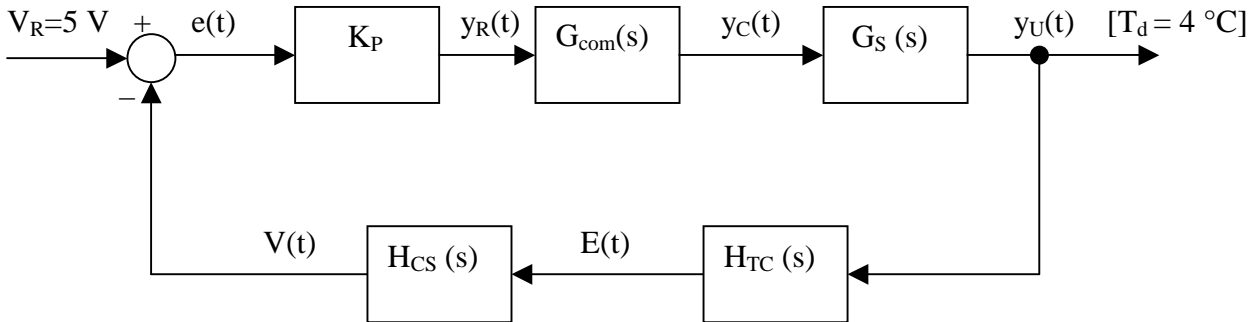 V_R=5 V + e(t) K_P y_R(t) G_com(s) y_C(t) G_S (s) y_U(t) [T_d = 4 °C]
−
V(t) H_CS (s) E(t) H_TC (s)